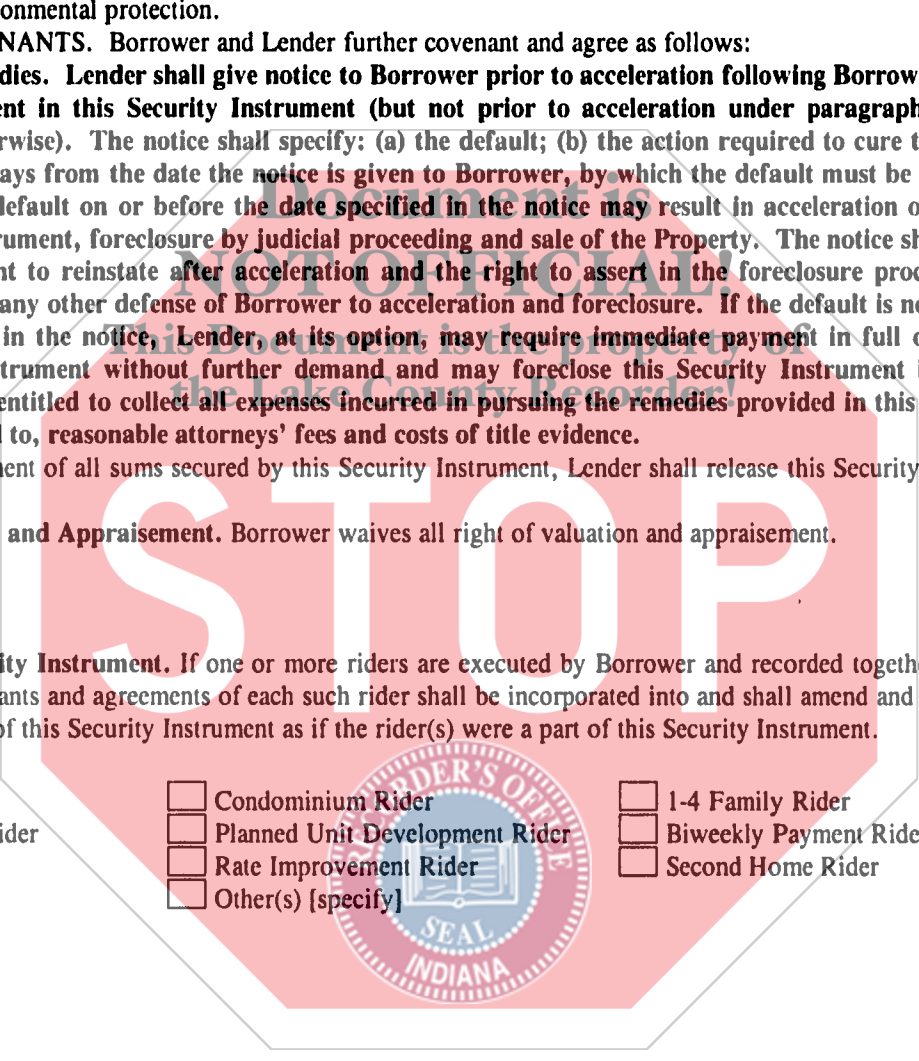 onmental protection.
NANTS. Borrower and Lender further covenant and agree as follows:
dies. Lender shall give notice to Borrower prior to acceleration following Borrow
ent in this Security Instrument (but not prior to acceleration under paragraph
rwise). The notice shall specify: (a) the default; (b) the action required to cure t
ays from the date the notice is given to Borrower, by which the default must be
Document is
default on or before the date specified in the notice may result in acceleration o
rument, foreclosure by judicial proceeding and sale of the Property. The notice sh
NOT OFFICIAL!
nt to reinstate after acceleration and the right to assert in the foreclosure proc
any other defense of Borrower to acceleration and foreclosure. If the default is no
This Document is the property of
in the notice, Lender, at its option, may require immediate payment in full o
trument without further demand and may foreclose this Security Instrument
the Lake County Recorder!
entitled to collect all expenses incurred in pursuing the remedies provided in this
l to, reasonable attorneys' fees and costs of title evidence.
ent of all sums secured by this Security Instrument, Lender shall release this Security
STOP
and Appraisement. Borrower waives all right of valuation and appraisement.
ity Instrument. If one or more riders are executed by Borrower and recorded togeth
ants and agreements of each such rider shall be incorporated into and shall amend and
of this Security Instrument as if the rider(s) were a part of this Security Instrument.
Condominium Rider
1-4 Family Rider
ider
Planned Unit Development Rider
Biweekly Payment Ride
Rate Improvement Rider
Second Home Rider
Other(s) [specify]
RECORDER'S OFFICE
SEAL
INDIANA